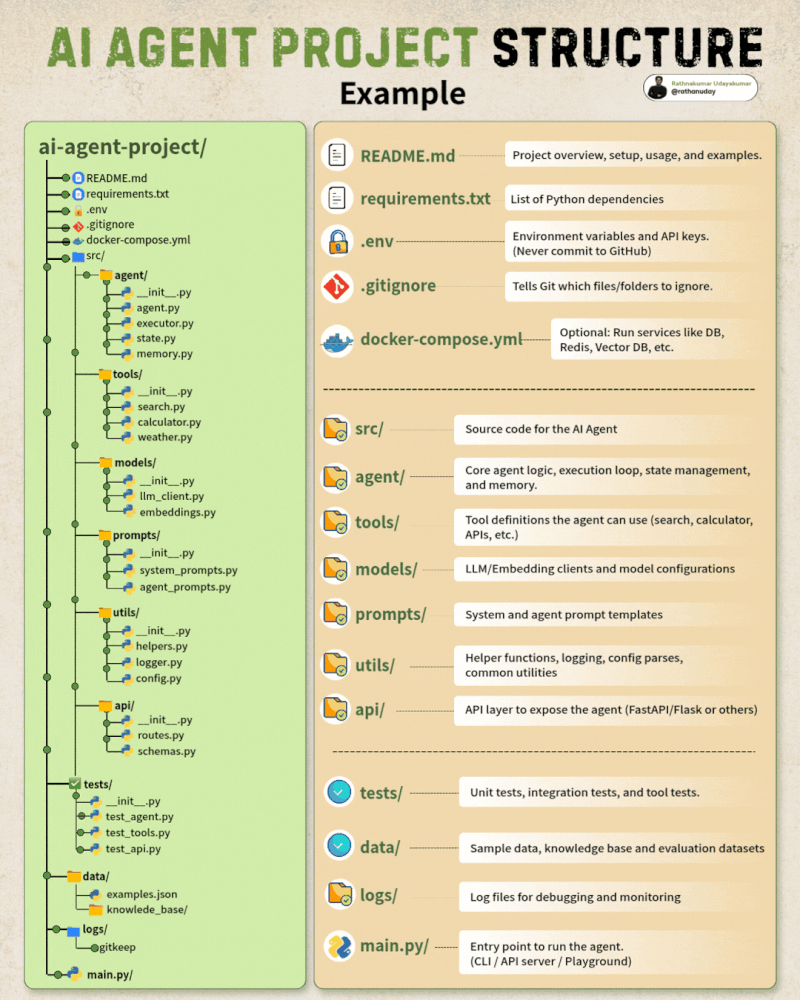 AI AGENT PROJECT STRUCTURE
Example
Rathnakumar Udayakumar
@rathanuday
ai-agent-project/
README.md
requirements.txt
.env
.gitignore
docker-compose.yml
src/
agent/
__init__.py
agent.py
executor.py
state.py
memory.py
tools/
__init__.py
search.py
calculator.py
weather.py
models/
__init__.py
llm_client.py
embeddings.py
prompts/
__init__.py
system_prompts.py
agent_prompts.py
utils/
__init__.py
helpers.py
logger.py
config.py
api/
__init__.py
routes.py
schemas.py
tests/
__init__.py
test_agent.py
test_tools.py
test_api.py
data/
examples.json
knowlede_base/
logs/
gitkeep
main.py/
README.md
Project overview, setup, usage, and examples.
requirements.txt
List of Python dependencies
.env
Environment variables and API keys.
(Never commit to GitHub)
.gitignore
Tells Git which files/folders to ignore.
docker-compose.yml
Optional: Run services like DB,
Redis, Vector DB, etc.
src/
Source code for the AI Agent
agent/
Core agent logic, execution loop, state management,
and memory.
tools/
Tool definitions the agent can use (search, calculator,
APIs, etc.)
models/
LLM/Embedding clients and model configurations
prompts/
System and agent prompt templates
utils/
Helper functions, logging, config parses,
common utilities
api/
API layer to expose the agent (FastAPI/Flask or others)
tests/
Unit tests, integration tests, and tool tests.
data/
Sample data, knowledge base and evaluation datasets
logs/
Log files for debugging and monitoring
main.py/
Entry point to run the agent.
(CLI / API server / Playground)